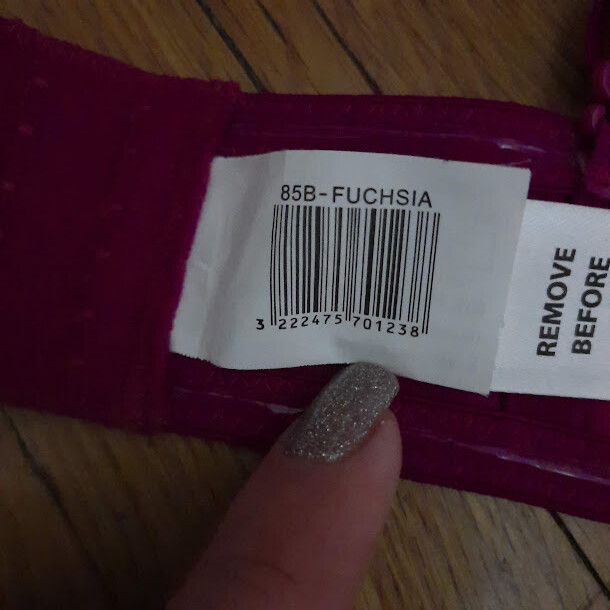 85B-FUCHSIA
3 222475 701238
REMOVE
BEFORE